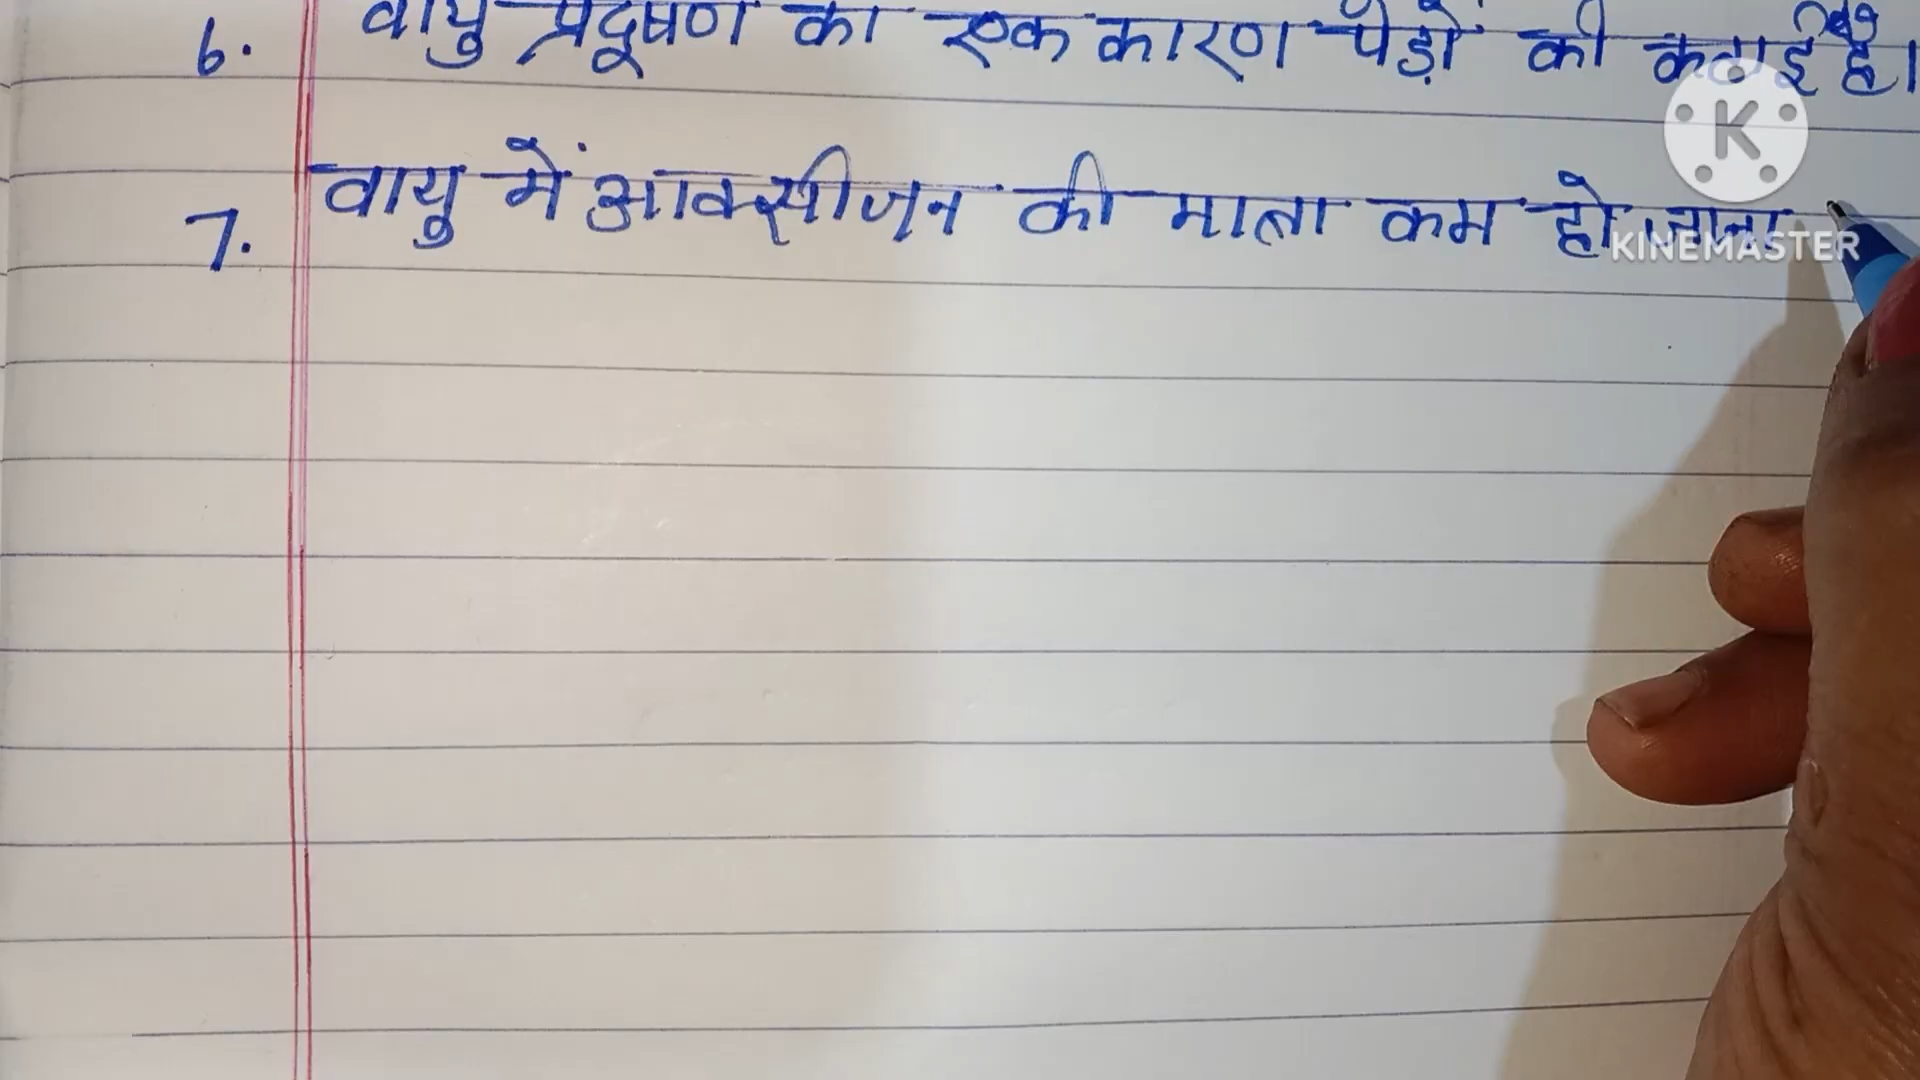 6. वायु प्रदूषण का एक कारण पेड़ों की कटाई है।
7. वायु में आक्सीजन की मात्रा कम हो जाना
K
KINEMASTER